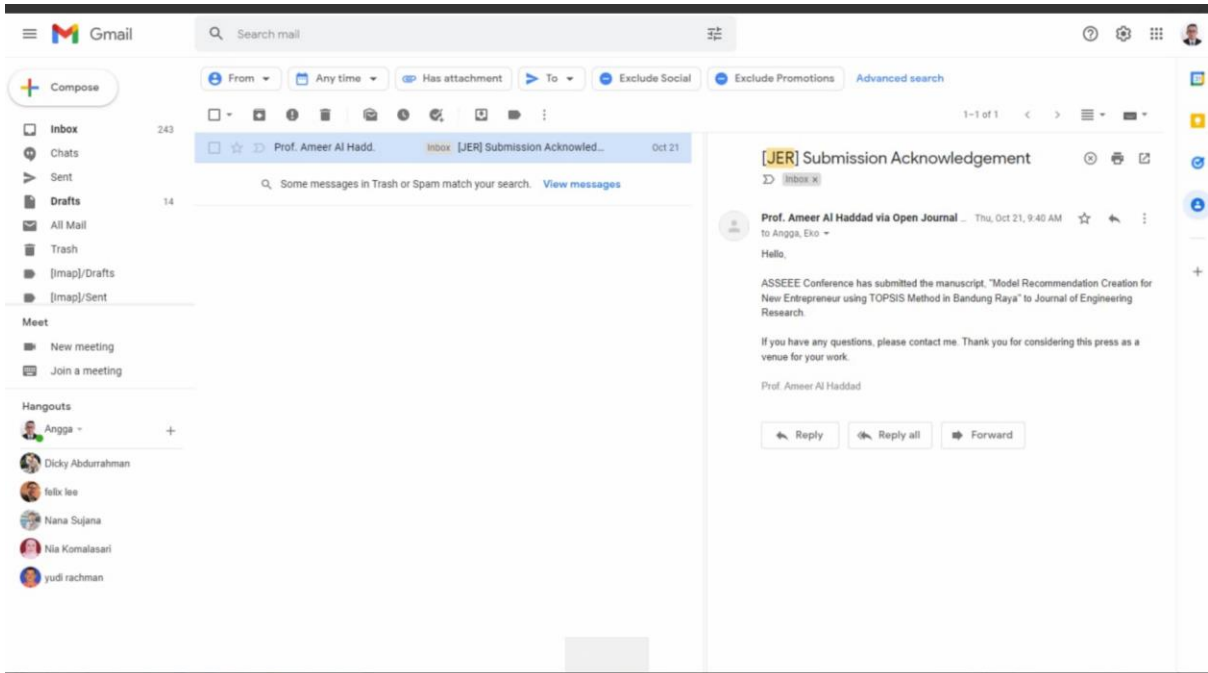 Gmail
Search mail
Compose
Inbox 243
Chats
Sent
Drafts 14
All Mail
Trash
[Imap]/Drafts
[Imap]/Sent
Meet
New meeting
Join a meeting
Hangouts
Angga
Dicky Abdurrahman
felix lee
Nana Sujana
Nia Komalasari
yudi rachman
From Any time Has attachment To Exclude Social Exclude Promotions Advanced search
1-1 of 1
Prof. Ameer Al Hadd. Inbox [JER] Submission Acknowled... Oct 21
Some messages in Trash or Spam match your search. View messages
[JER] Submission Acknowledgement
Inbox x
Prof. Ameer Al Haddad via Open Journal ... Thu, Oct 21, 9:40 AM
to Angga, Eko
Hello,
ASSEEE Conference has submitted the manuscript, "Model Recommendation Creation for
New Entrepreneur using TOPSIS Method in Bandung Raya" to Journal of Engineering
Research.
If you have any questions, please contact me. Thank you for considering this press as a
venue for your work.
Prof. Ameer Al Haddad
Reply Reply all Forward